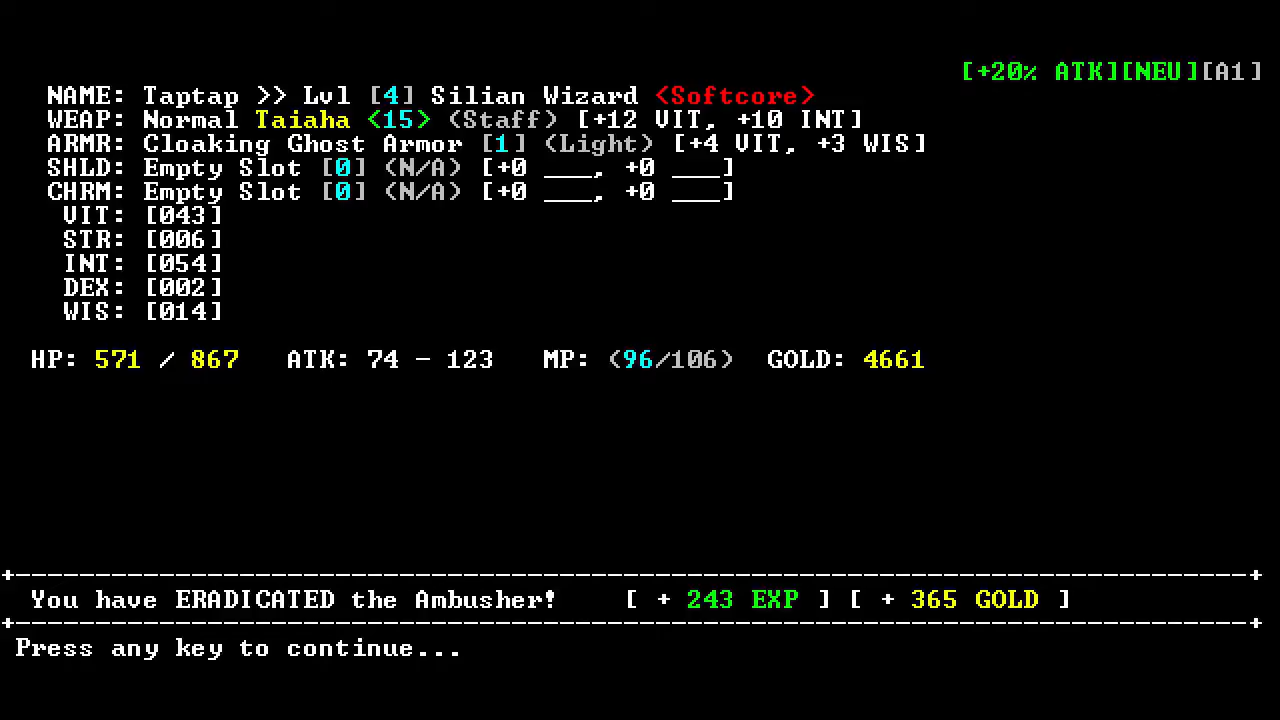 [+20% ATK][NEU][A1]
NAME: Taptap >> Lvl [4] Silian Wizard <Softcore>
WEAP: Normal Taiaha <15> (Staff) [+12 VIT, +10 INT]
ARMR: Cloaking Ghost Armor [1] (Light) [+4 VIT, +3 WIS]
SHLD: Empty Slot [0] (N/A) [+0 ___, +0 ___]
CHRM: Empty Slot [0] (N/A) [+0 ___, +0 ___]
VIT: [043]
STR: [006]
INT: [054]
DEX: [002]
WIS: [014]
HP: 571 / 867 ATK: 74 - 123 MP: (96/106) GOLD: 4661
You have ERADICATED the Ambusher! [ + 243 EXP ] [ + 365 GOLD ]
Press any key to continue...